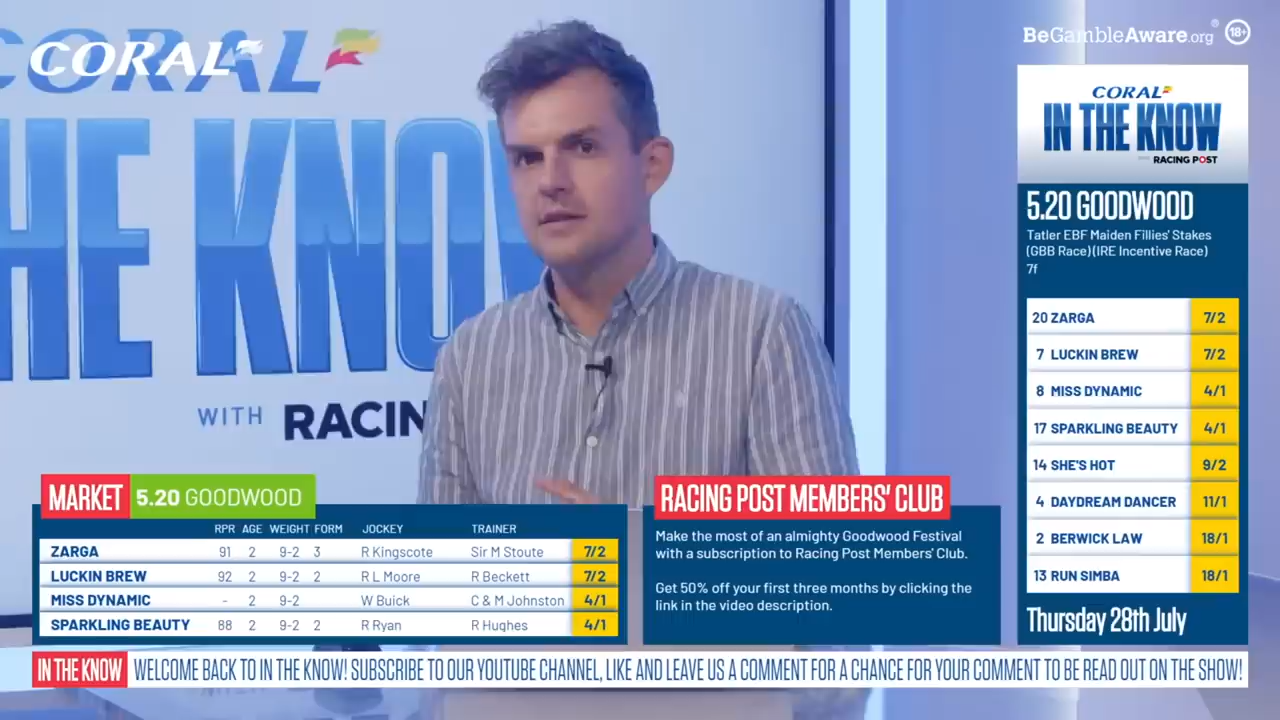 CORAL
CORAL
BeGambleAware.org® 18+
HE KNO
WITH RACIN
CORAL
IN THE KNOW
WITH RACING POST
5.20 GOODWOOD
Tatler EBF Maiden Fillies' Stakes
(GBB Race)(IRE Incentive Race)
7f
20 ZARGA 7/2
7 LUCKIN BREW 7/2
8 MISS DYNAMIC 4/1
17 SPARKLING BEAUTY 4/1
14 SHE'S HOT 9/2
4 DAYDREAM DANCER 11/1
2 BERWICK LAW 18/1
13 RUN SIMBA 18/1
Thursday 28th July
MARKET 5.20 GOODWOOD
RPR AGE WEIGHT FORM JOCKEY TRAINER
ZARGA 91 2 9-2 3 R Kingscote Sir M Stoute 7/2
LUCKIN BREW 92 2 9-2 2 R L Moore R Beckett 7/2
MISS DYNAMIC - 2 9-2 W Buick C & M Johnston 4/1
SPARKLING BEAUTY 88 2 9-2 2 R Ryan R Hughes 4/1
RACING POST MEMBERS' CLUB
Make the most of an almighty Goodwood Festival
with a subscription to Racing Post Members' Club.
Get 50% off your first three months by clicking the
link in the video description.
IN THE KNOW WELCOME BACK TO IN THE KNOW! SUBSCRIBE TO OUR YOUTUBE CHANNEL, LIKE AND LEAVE US A COMMENT FOR A CHANCE FOR YOUR COMMENT TO BE READ OUT ON THE SHOW!